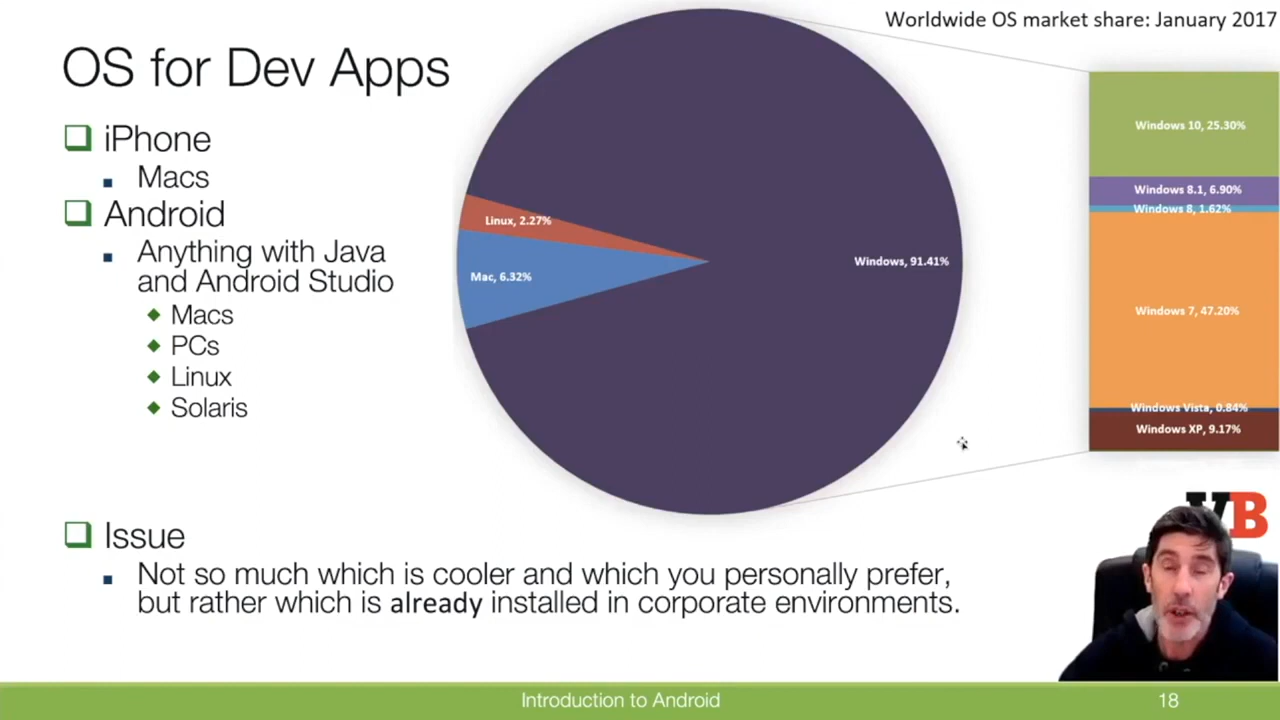 Worldwide OS market share: January 2017
OS for Dev Apps
iPhone
Macs
Android
Anything with Java
and Android Studio
Macs
PCs
Linux
Solaris
Linux, 2.27%
Mac, 6.32%
Windows, 91.41%
Windows 10, 25.30%
Windows 8.1, 6.90%
Windows 8, 1.62%
Windows 7, 47.20%
Windows Vista, 0.84%
Windows XP, 9.17%
Issue
Not so much which is cooler and which you personally prefer,
but rather which is already installed in corporate environments.
VB
Introduction to Android
18